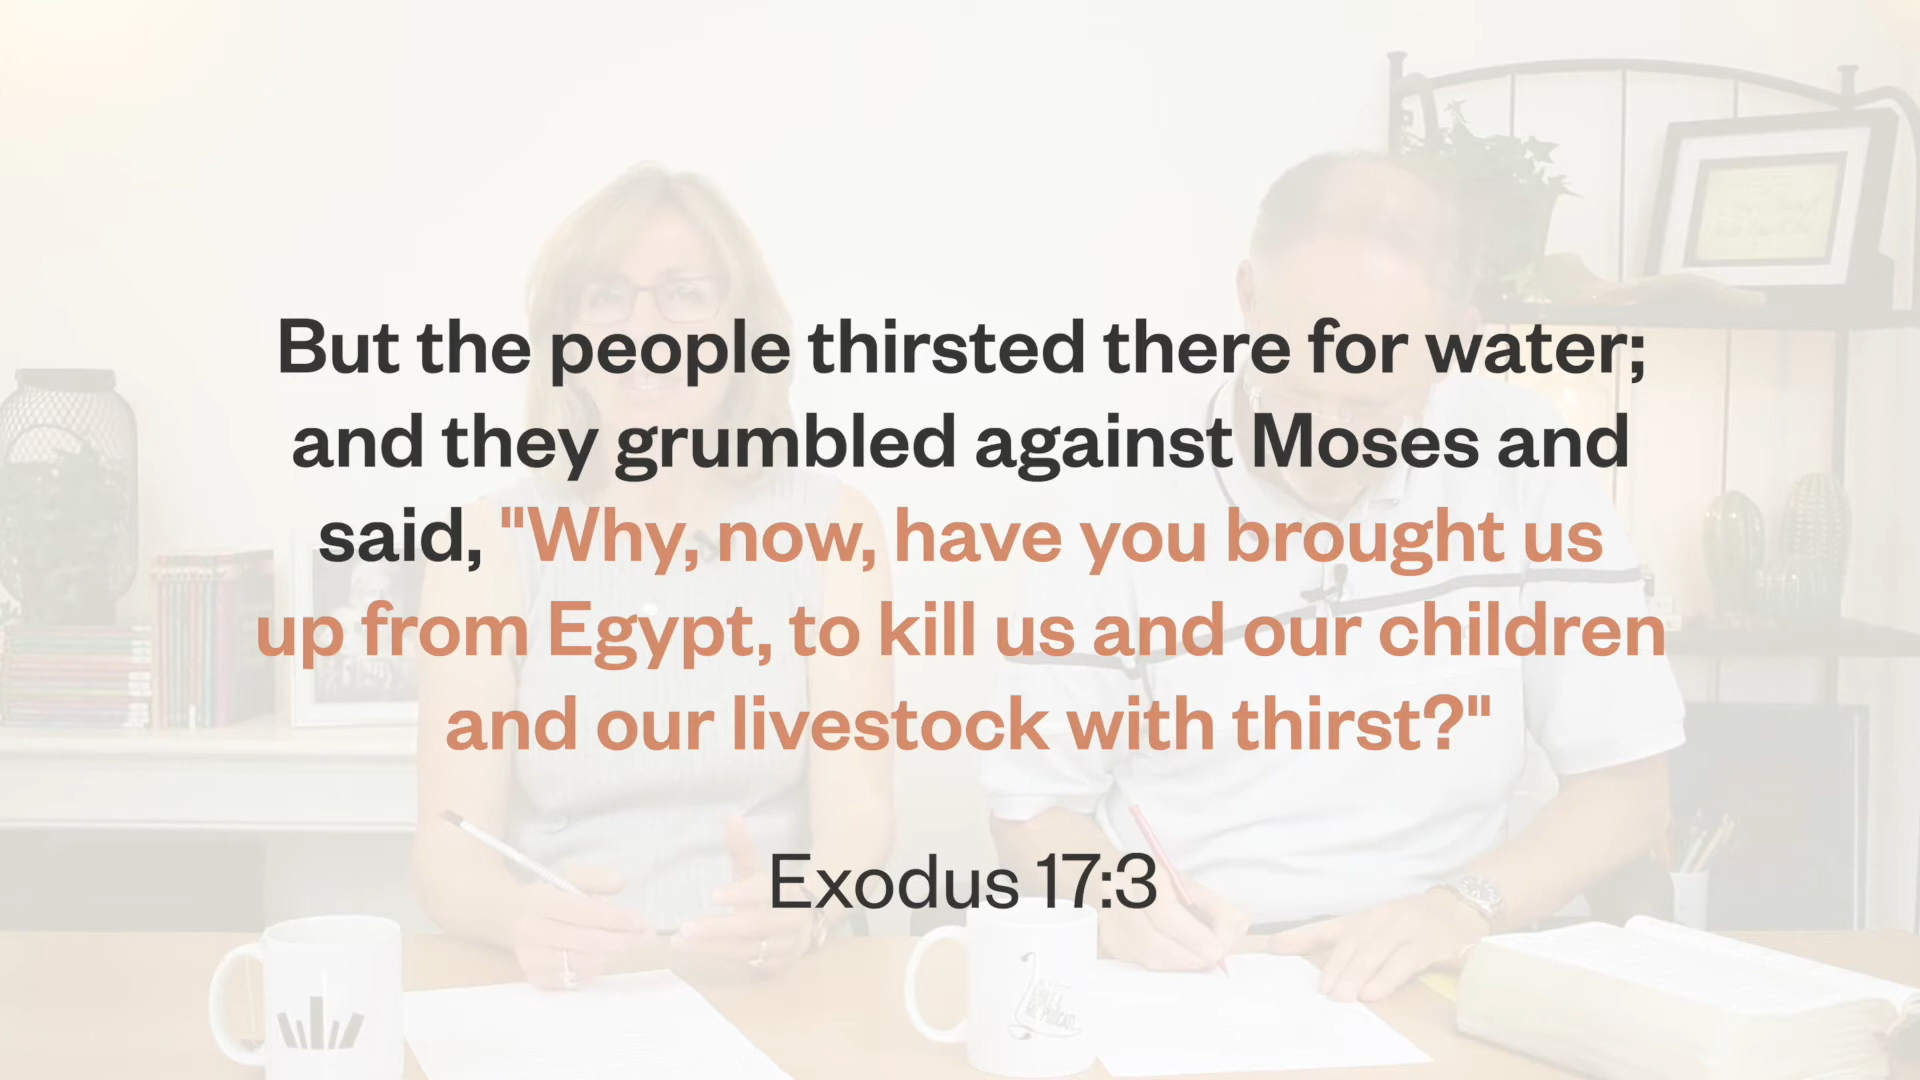 But the people thirsted there for water;
and they grumbled against Moses and
said, "Why, now, have you brought us
up from Egypt, to kill us and our children
and our livestock with thirst?"
Exodus 17:3